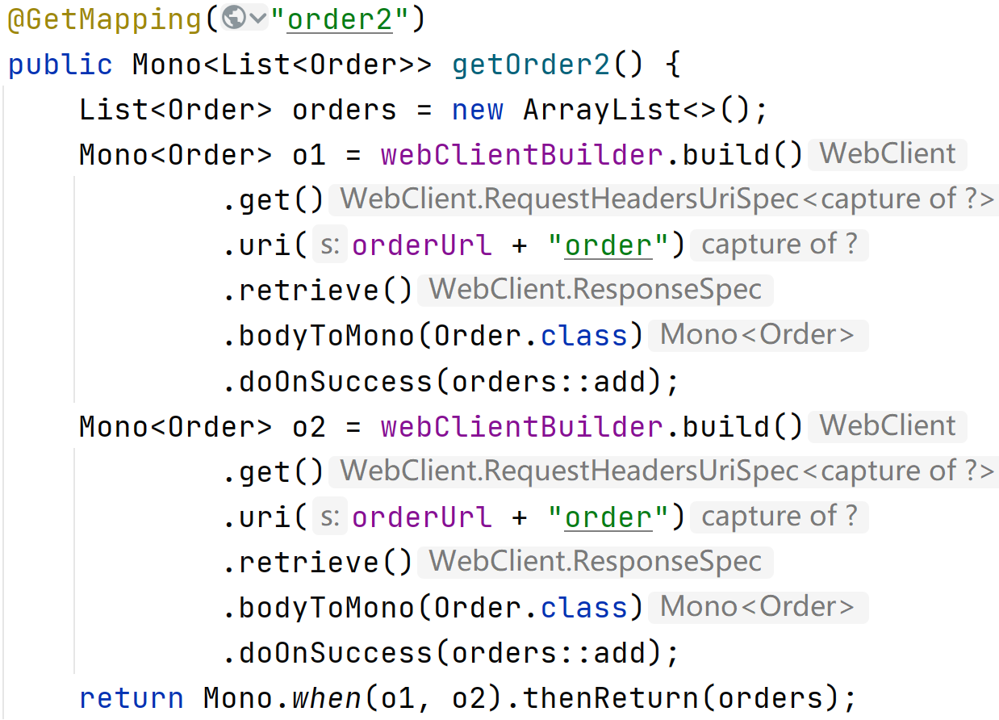 @GetMapping("order2")
public Mono<List<Order>> getOrder2() {
List<Order> orders = new ArrayList<>();
Mono<Order> o1 = webClientBuilder.build() WebClient
.get() WebClient.RequestHeadersUriSpec<capture of ?>
.uri( s: orderUrl + "order") capture of ?
.retrieve() WebClient.ResponseSpec
.bodyToMono(Order.class) Mono<Order>
.doOnSuccess(orders::add);
Mono<Order> o2 = webClientBuilder.build() WebClient
.get() WebClient.RequestHeadersUriSpec<capture of ?>
.uri( s: orderUrl + "order") capture of ?
.retrieve() WebClient.ResponseSpec
.bodyToMono(Order.class) Mono<Order>
.doOnSuccess(orders::add);
return Mono.when(o1, o2).thenReturn(orders);